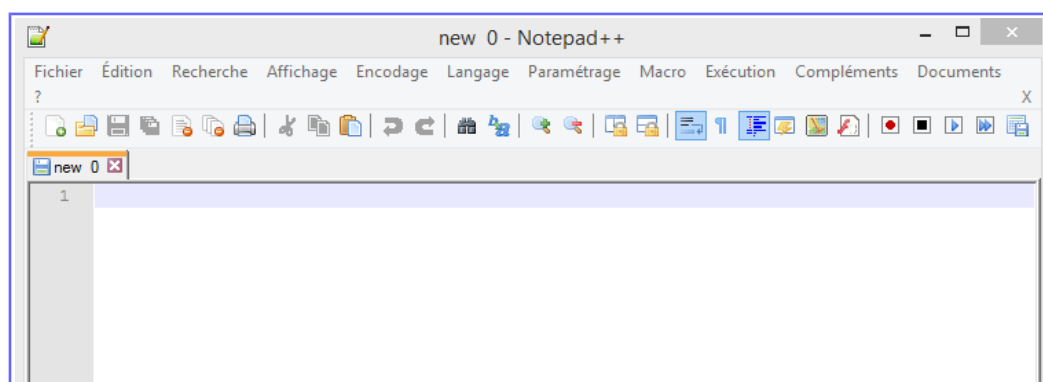 new 0 - Notepad++
Fichier Édition Recherche Affichage Encodage Langage Paramétrage Macro Exécution Compléments Documents
? X
new 0
1